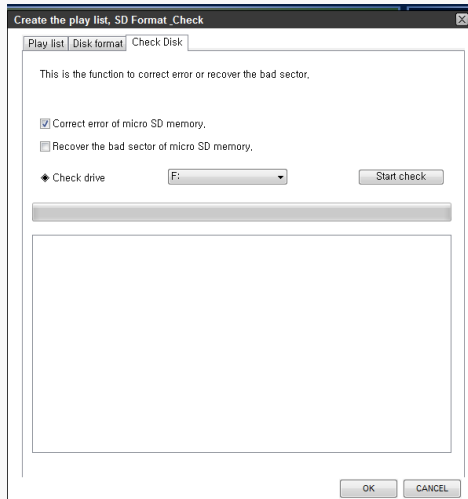 Create the play list, SD Format _Check
Play list Disk format Check Disk
This is the function to correct error or recover the bad sector,
Correct error of micro SD memory,
Recover the bad sector of micro SD memory,
◆ Check drive F: Start check
OK CANCEL